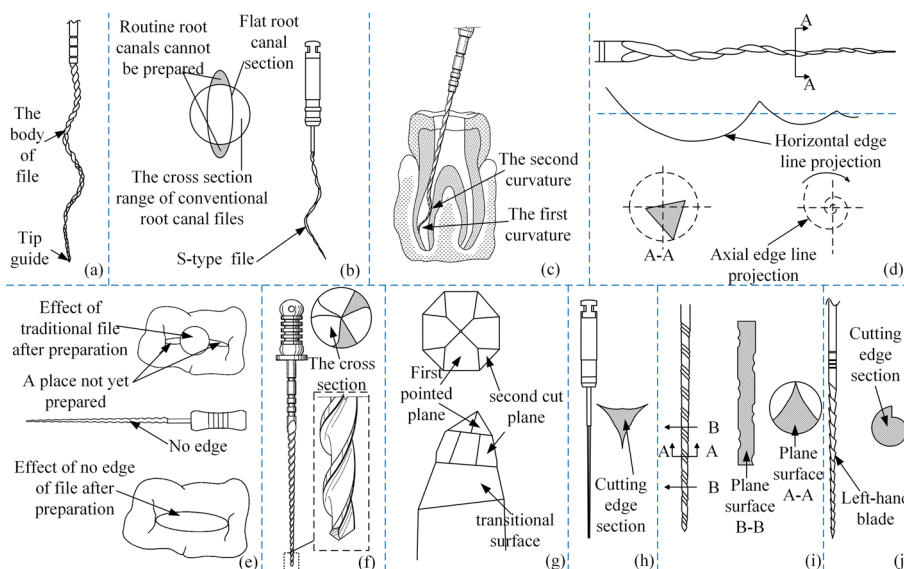 The
body
of
file
Tip
guide
(a)
Routine root
canals cannot
be prepared
Flat root
canal
section
The cross section
range of conventional
root canal files
S-type file
(b)
The second
curvature
The first
curvature
(c)
A
A
Horizontal edge
line projection
A-A
Axial edge line
projection
(d)
Effect of
traditional file
after preparation
A place not yet
prepared
No edge
Effect of no edge
of file after
preparation
(e)
The cross
section
(f)
First
pointed
plane
second cut
plane
transitional
surface
(g)
Cutting
edge
section
(h)
B
A A
B
Plane
surface
B-B
Plane
surface
A-A
(i)
Cutting
edge
section
Left-hand
blade
(j)